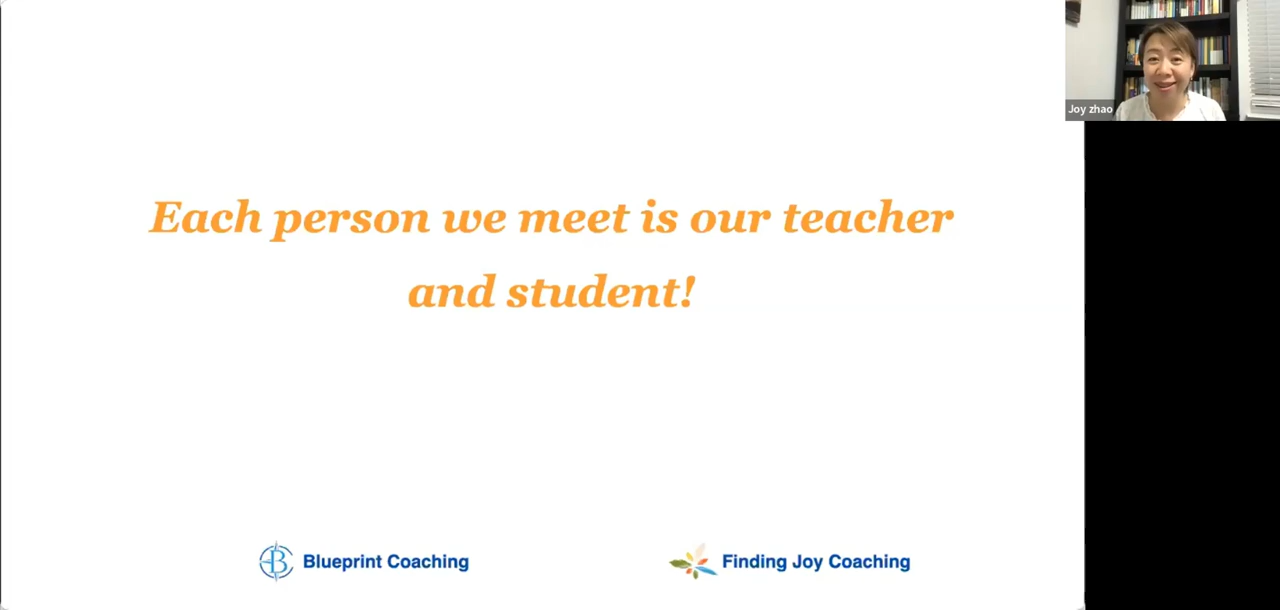 Joy zhao
Each person we meet is our teacher
and student!
Blueprint Coaching
Finding Joy Coaching